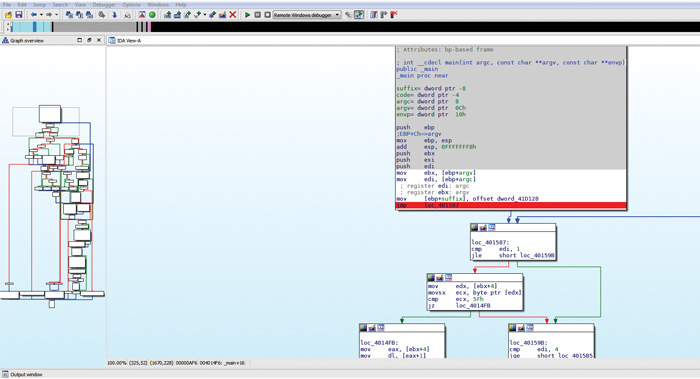 File Edit Jump Search View Debugger Options Windows Help
Remote Windows debugger
Graph overview
IDA View-A
; Attributes: bp-based frame
; int __cdecl main(int argc, const char **argv, const char **envp)
public _main
_main proc near
suffix= dword ptr -8
code= dword ptr -4
argc= dword ptr  8
argv= dword ptr  0Ch
envp= dword ptr  10h
push ebp
;EBP+Ch=>argv
mov ebp, esp
add esp, 0FFFFFFF8h
push ebx
push esi
push edi
mov ebx, [ebp+argv]
mov edi, [ebp+argc]
; register edi: argc
; register ebx: argv
mov [ebp+suffix], offset dword_41D128
jmp loc_401587
loc_401587:
cmp edi, 1
jle short loc_40159B
mov edx, [ebx+4]
movsx ecx, byte ptr [edx]
cmp ecx, 5Fh
jz loc_4014FB
loc_4014FB:
mov eax, [ebx+4]
mov dl, [eax+1]
loc_40159B:
cmp edi, 4
jge short loc_4015B5
100.00% (325,52) (1670,228) 00000AF6: 004014F6: _main+16
Output window